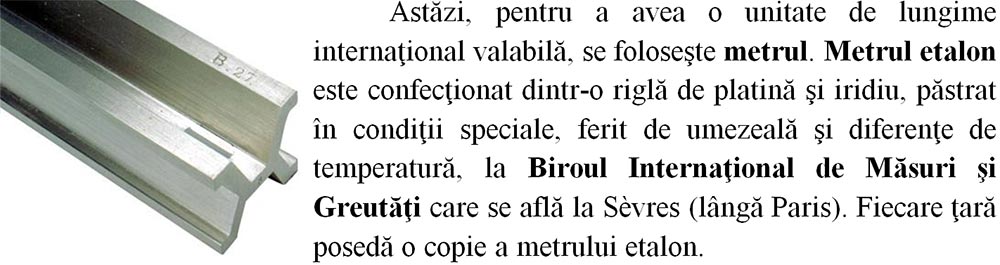 B.27
Astăzi, pentru a avea o unitate de lungime
internaţional valabilă, se foloseşte metrul. Metrul etalon
este confecţionat dintr-o riglă de platină şi iridiu, păstrat
în condiţii speciale, ferit de umezeală şi diferenţe de
temperatură, la Biroul Internaţional de Măsuri şi
Greutăţi care se află la Sèvres (lângă Paris). Fiecare ţară
posedă o copie a metrului etalon.